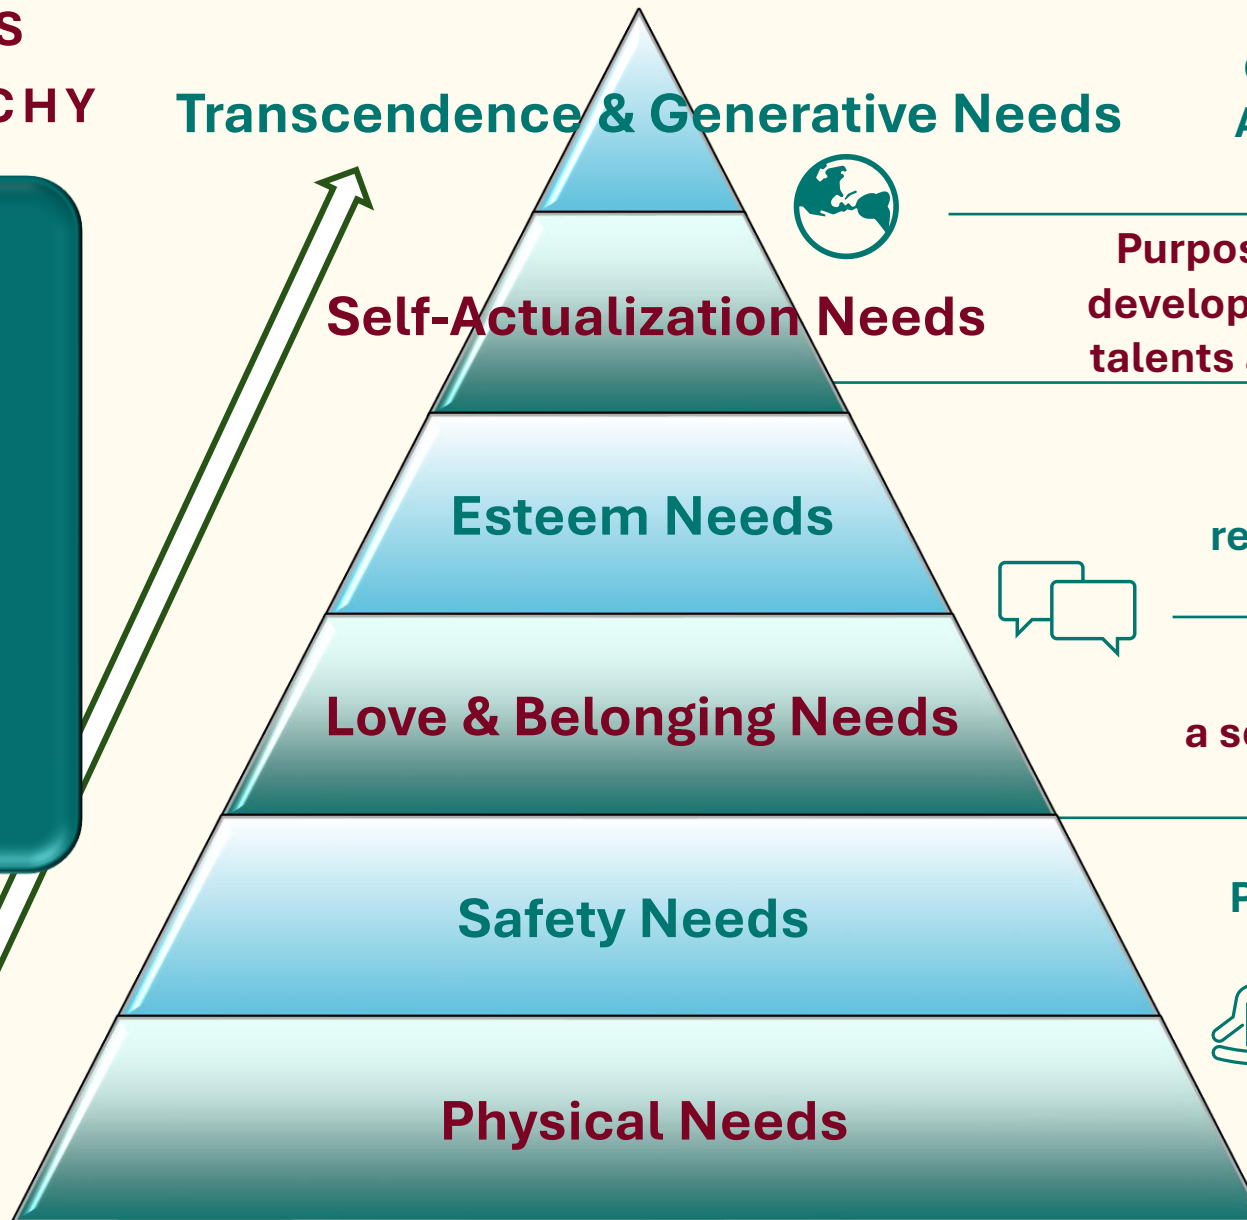 S
CHY
Transcendence & Generative Needs
A
Self-Actualization Needs
Purpos
develop
talents
Esteem Needs
re
Love & Belonging Needs
a s
Safety Needs
P
Physical Needs